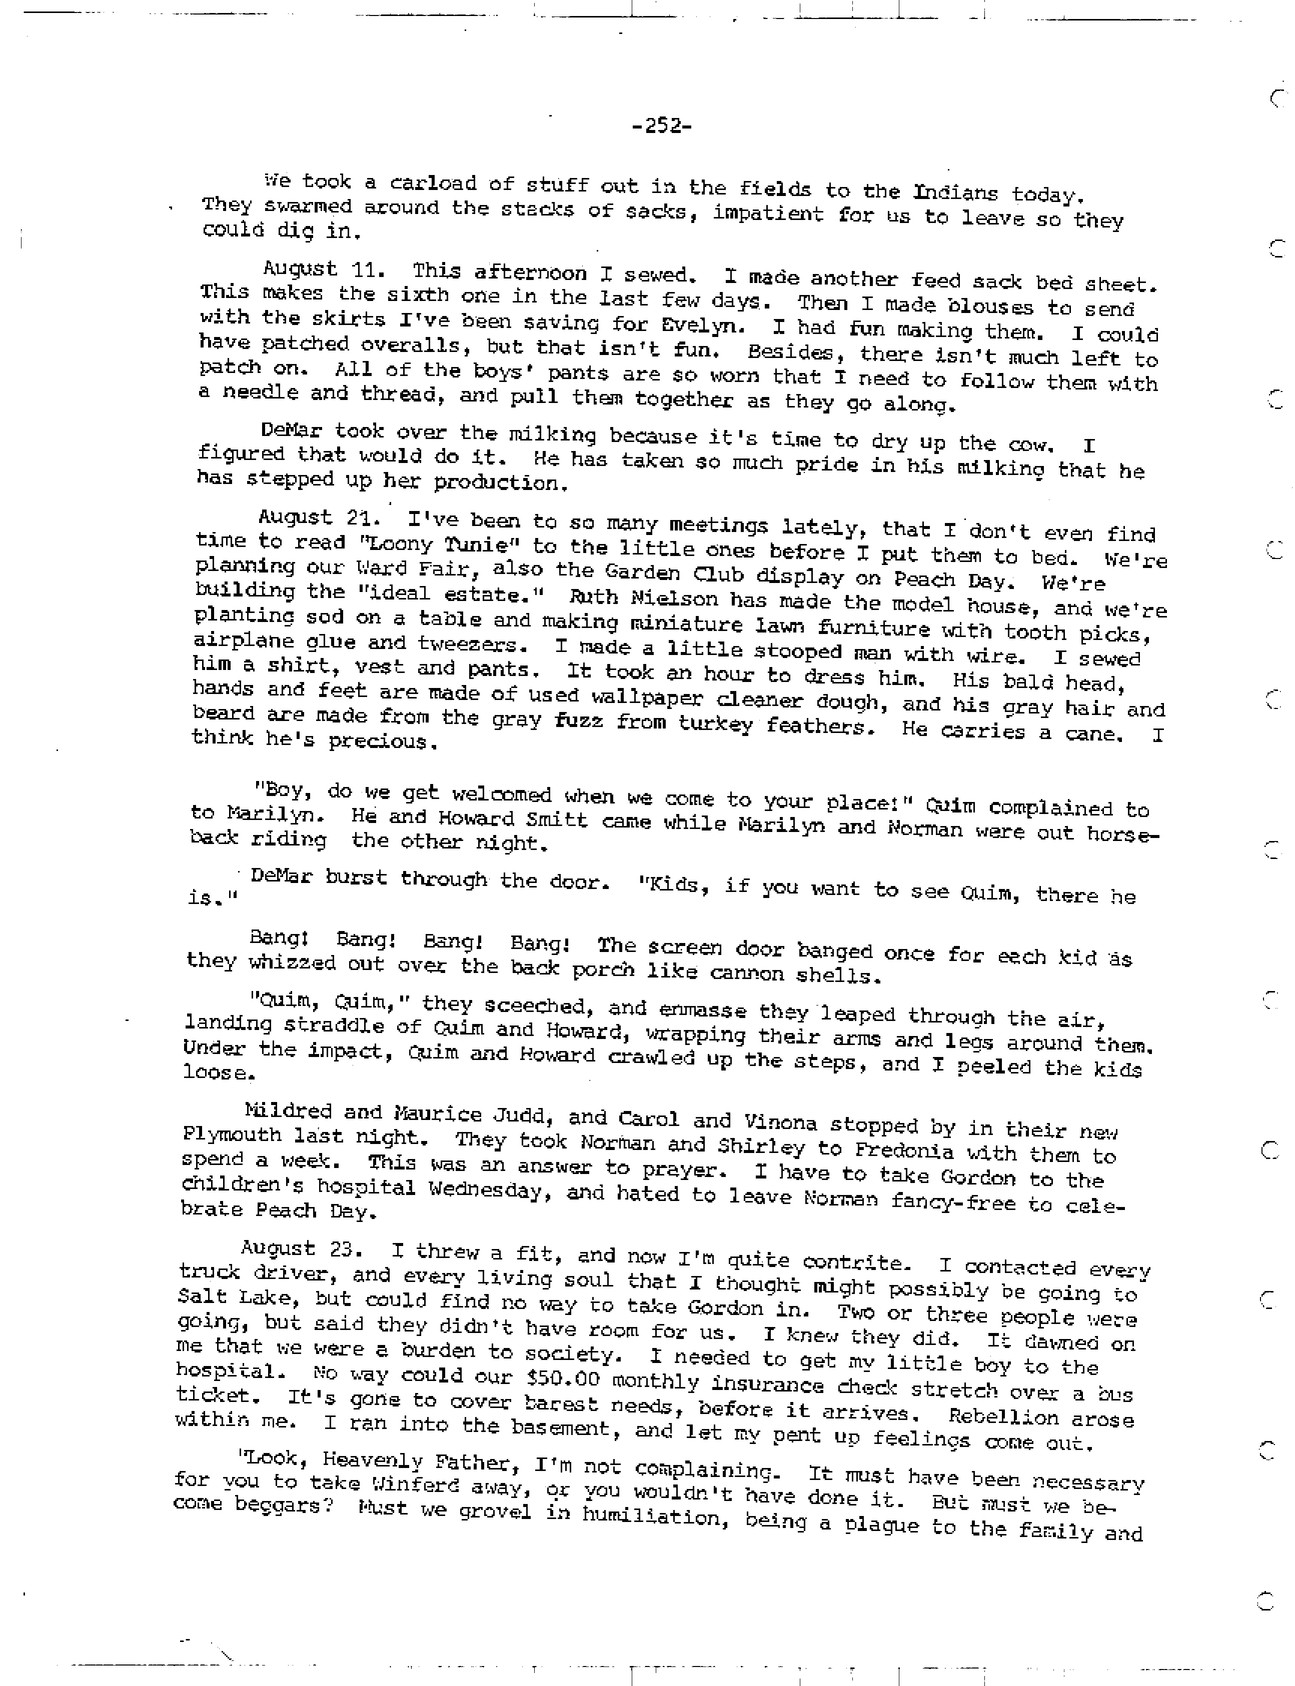 -252-
We took a carload of stuff out in the fields to the Indians today.
They swarmed around the stacks of sacks, impatient for us to leave so they
could dig in.
August 11. This afternoon I sewed. I made another feed sack bed sheet.
This makes the sixth one in the last few days. Then I made blouses to send
with the skirts I've been saving for Evelyn. I had fun making them. I could
have patched overalls, but that isn't fun. Besides, there isn't much left to
patch on. All of the boys' pants are so worn that I need to follow them with
a needle and thread, and pull them together as they go along.
DeMar took over the milking because it's time to dry up the cow. I
figured that would do it. He has taken so much pride in his milking that he
has stepped up her production.
August 21. I've been to so many meetings lately, that I don't even find
time to read "Loony Tunie" to the little ones before I put them to bed. We're
planning our Ward Fair, also the Garden Club display on Peach Day. We're
building the "ideal estate." Ruth Nielson has made the model house, and we're
planting sod on a table and making miniature lawn furniture with tooth picks,
airplane glue and tweezers. I made a little stooped man with wire. I sewed
him a shirt, vest and pants. It took an hour to dress him. His bald head,
hands and feet are made of used wallpaper cleaner dough, and his gray hair and
beard are made from the gray fuzz from turkey feathers. He carries a cane. I
think he's precious.
"Boy, do we get welcomed when we come to your place!" Quim complained to
to Marilyn. He and Howard Smitt came while Marilyn and Norman were out horse-
back riding the other night.
DeMar burst through the door. "Kids, if you want to see Quim, there he
is."
Bang! Bang! Bang! Bang! The screen door banged once for each kid as
they whizzed out over the back porch like cannon shells.
"Quim, Quim," they sceeched, and enmasse they leaped through the air,
landing straddle of Quim and Howard, wrapping their arms and legs around them.
Under the impact, Quim and Howard crawled up the steps, and I peeled the kids
loose.
Mildred and Maurice Judd, and Carol and Vinona stopped by in their new
Plymouth last night. They took Norman and Shirley to Fredonia with them to
spend a week. This was an answer to prayer. I have to take Gordon to the
children's hospital Wednesday, and hated to leave Norman fancy-free to cele-
brate Peach Day.
August 23. I threw a fit, and now I'm quite contrite. I contacted every
truck driver, and every living soul that I thought might possibly be going to
Salt Lake, but could find no way to take Gordon in. Two or three people were
going, but said they didn't have room for us. I knew they did. It dawned on
me that we were a burden to society. I needed to get my little boy to the
hospital. No way could our $50.00 monthly insurance check stretch over a bus
ticket. It's gone to cover barest needs, before it arrives. Rebellion arose
within me. I ran into the basement, and let my pent up feelings come out.
"Look, Heavenly Father, I'm not complaining. It must have been necessary
for you to take Winferd away, or you wouldn't have done it. But must we be-
come beggars? Must we grovel in humiliation, being a plague to the family and